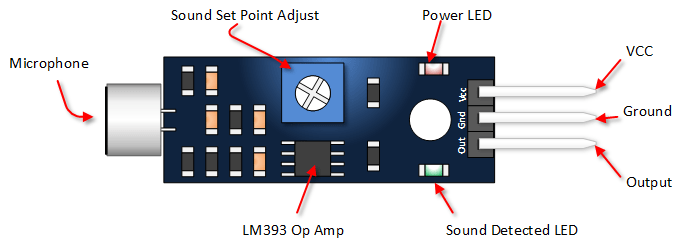 Sound Set Point Adjust
Power LED
Microphone
VCC
Vcc
Ground
Gnd
Out
Output
LM393 Op Amp
Sound Detected LED